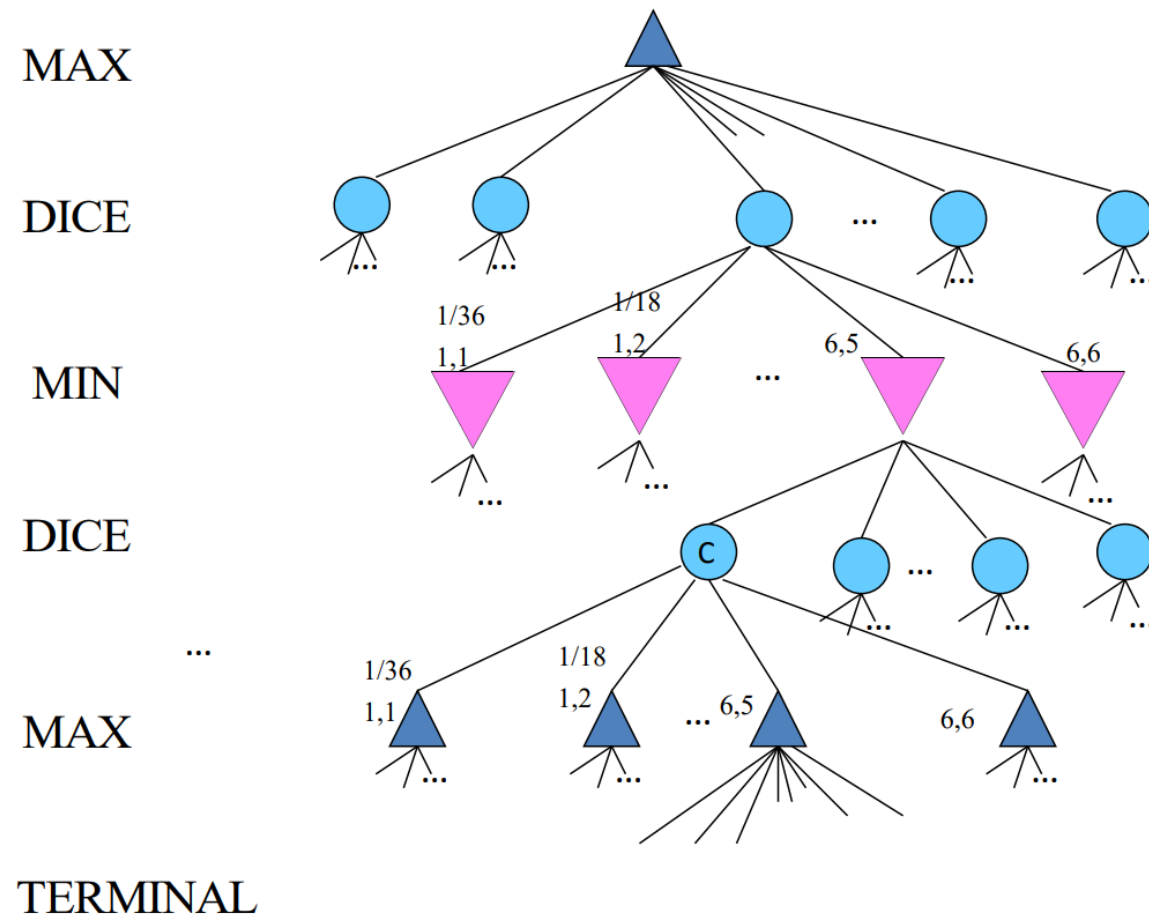 MAX
DICE
... ... ... ... ...
1/36 1/18
1,1 1,2 ... 6,5 6,6
MIN
... ... ...
DICE
C ...
... ... ...
...
1/36 1/18
1,1 1,2 ... 6,5 6,6
MAX
... ... ...
TERMINAL